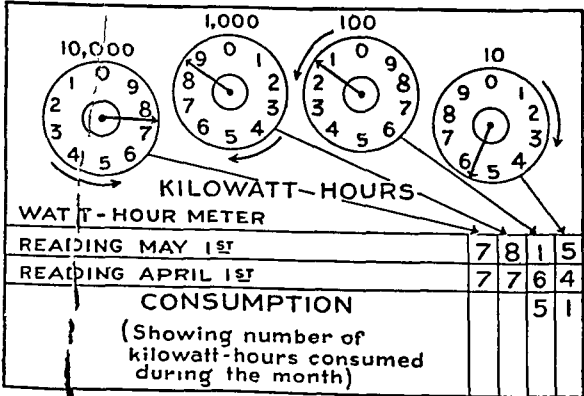 10,000
0 9 8 7 6 5 4 3 2 1
1,000
0 1 2 3 4 5 6 7 8 9
100
0 9 8 7 6 5 4 3 2 1
10
0 1 2 3 4 5 6 7 8 9
KILOWATT-HOURS
WATT-HOUR METER
READING MAY 1ST 7 8 1 5
READING APRIL 1ST 7 7 6 4
CONSUMPTION 5 1
(Showing number of
kilowatt-hours consumed
during the month)